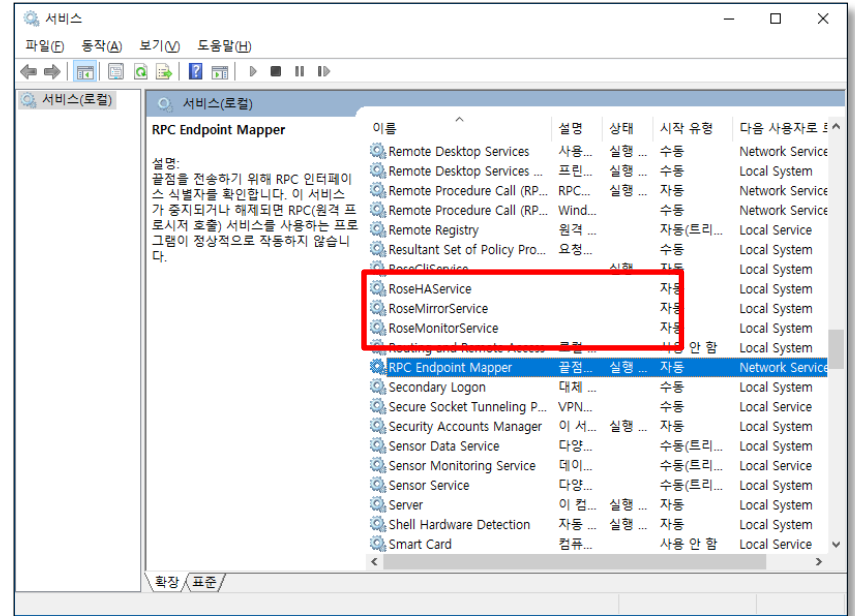 서비스
파일(F) 동작(A) 보기(V) 도움말(H)
서비스(로컬)
서비스(로컬)
RPC Endpoint Mapper
설명:
끝점을 전송하기 위해 RPC 인터페이
스 식별자를 확인합니다. 이 서비스
가 중지되거나 해제되면 RPC(원격 프
로시저 호출) 서비스를 사용하는 프로
그램이 정상적으로 작동하지 않습니
다.
이름 설명 상태 시작 유형 다음 사용자로
Remote Desktop Services 사용... 실행 ... 수동 Network Service
Remote Desktop Services ... 프린... 실행 ... 수동 Local System
Remote Procedure Call (RP... RPC... 실행 ... 자동 Network Service
Remote Procedure Call (RP... Wind... 수동 Network Service
Remote Registry 원격 ... 자동(트리... Local Service
Resultant Set of Policy Pro... 요청... 수동 Local System
RoseCliService 실행 ... 자동 Local System
RoseHAService 자동 Local System
RoseMirrorService 자동 Local System
RoseMonitorService 자동 Local System
Routing and Remote Access 로컬 ... 사용 안 함 Local System
RPC Endpoint Mapper 끝점... 실행 ... 자동 Network Service
Secondary Logon 대체 ... 수동 Local System
Secure Socket Tunneling P... VPN... 수동 Local Service
Security Accounts Manager 이 서... 실행 ... 자동 Local System
Sensor Data Service 다양... 수동(트리... Local System
Sensor Monitoring Service 데이... 수동(트리... Local Service
Sensor Service 다양... 수동(트리... Local System
Server 이 컴... 실행 ... 자동 Local System
Shell Hardware Detection 자동 ... 실행 ... 자동 Local System
Smart Card 컴퓨... 사용 안 함 Local Service
확장 표준